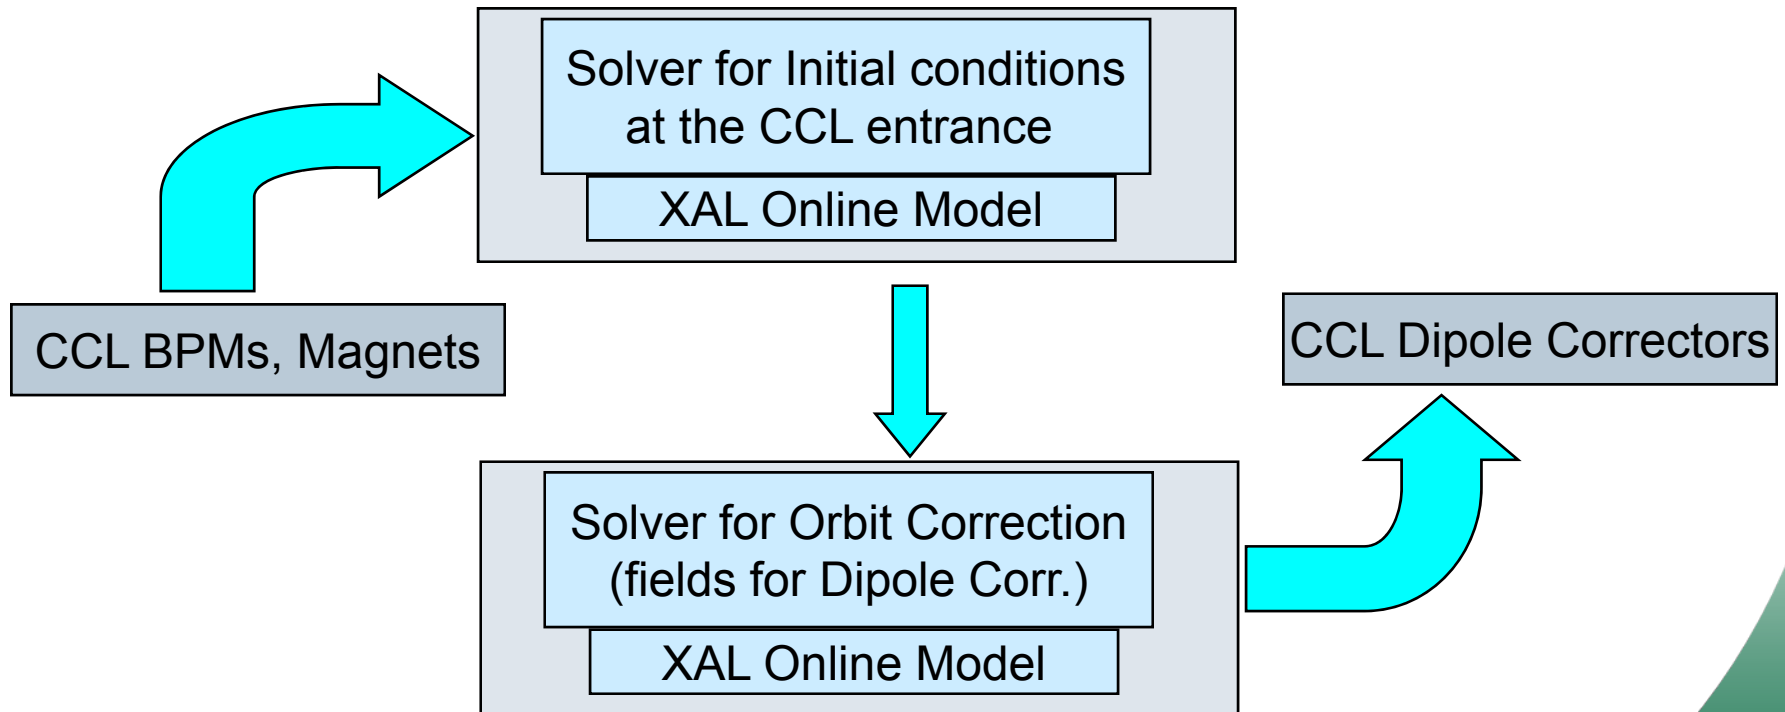 Solver for Initial conditions
at the CCL entrance
XAL Online Model
CCL BPMs, Magnets
CCL Dipole Correctors
Solver for Orbit Correction
(fields for Dipole Corr.)
XAL Online Model